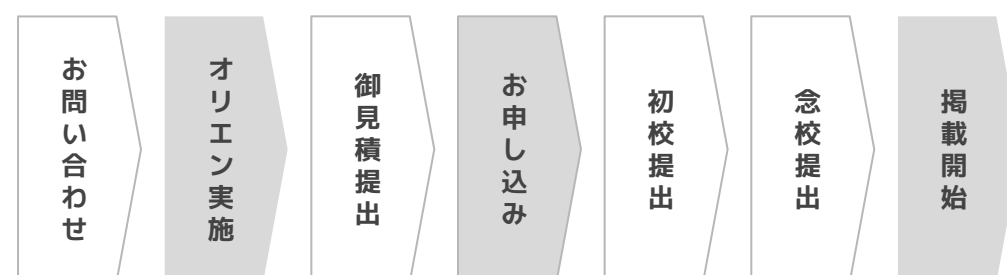 お問い合わせ
オリエン実施
御見積提出
お申し込み
初校提出
念校提出
掲載開始